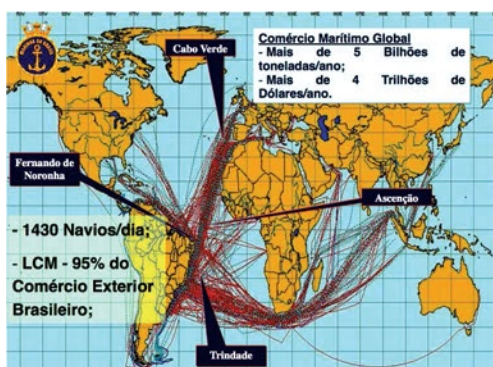 Cabo Verde
Comércio Marítimo Global
- Mais de 5 Bilhões de
toneladas/ano;
- Mais de 4 Trilhões de
Dólares/ano.
Fernando de
Noronha
Ascenção
- 1430 Navios/dia;
- LCM - 95% do
Comércio Exterior
Brasileiro;
Trindade